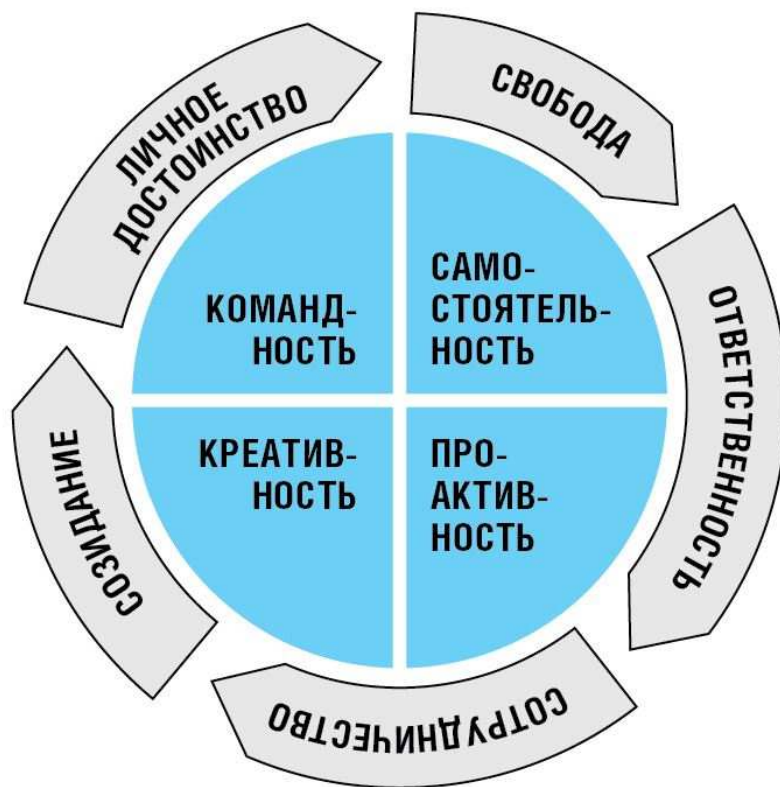 ЛИЧНОЕ
ДОСТОИНСТВО
СВОБОДА
ОТВЕТСТВЕННОСТЬ
СОТРУДНИЧЕСТВО
СОЗИДАНИЕ
КОМАНД-
НОСТЬ
САМО-
СТОЯТЕЛЬ-
НОСТЬ
КРЕАТИВ-
НОСТЬ
ПРО-
АКТИВ-
НОСТЬ